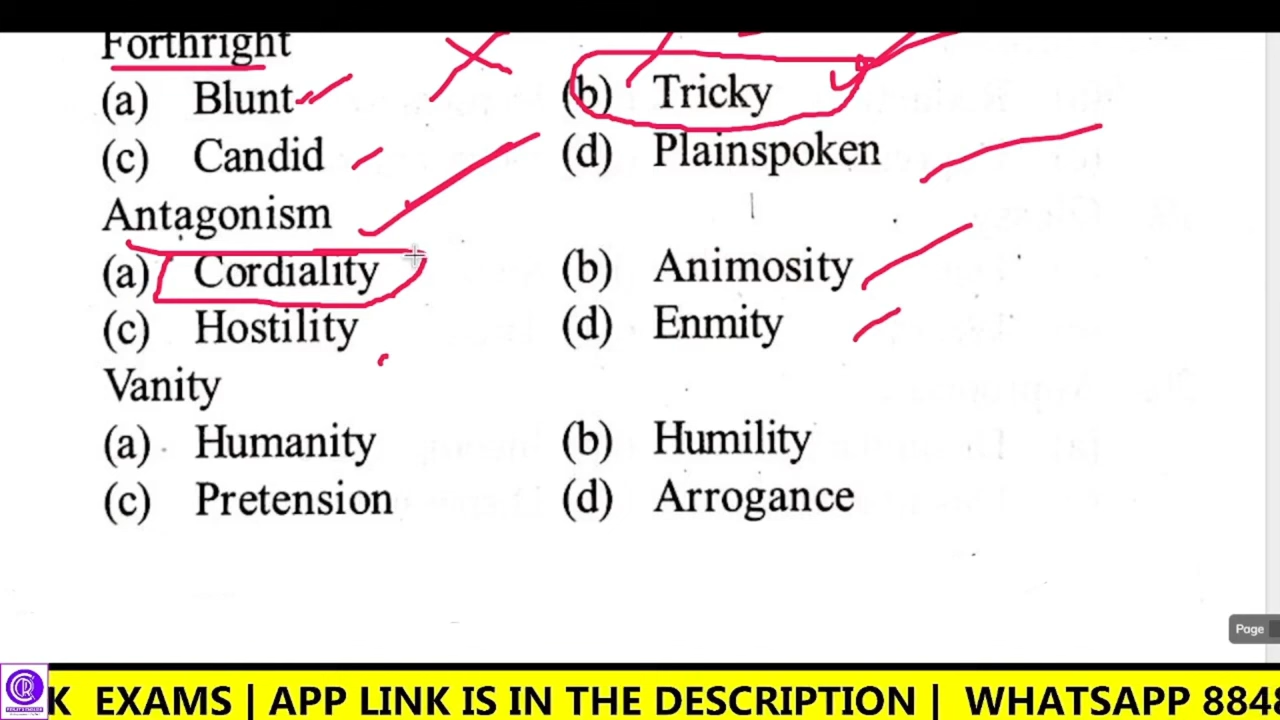 Forthright
(a) Blunt (b) Tricky
(c) Candid (d) Plainspoken
Antagonism
(a) Cordiality (b) Animosity
(c) Hostility (d) Enmity
Vanity
(a) Humanity (b) Humility
(c) Pretension (d) Arrogance
Page
K EXAMS | APP LINK IS IN THE DESCRIPTION | WHATSAPP 884